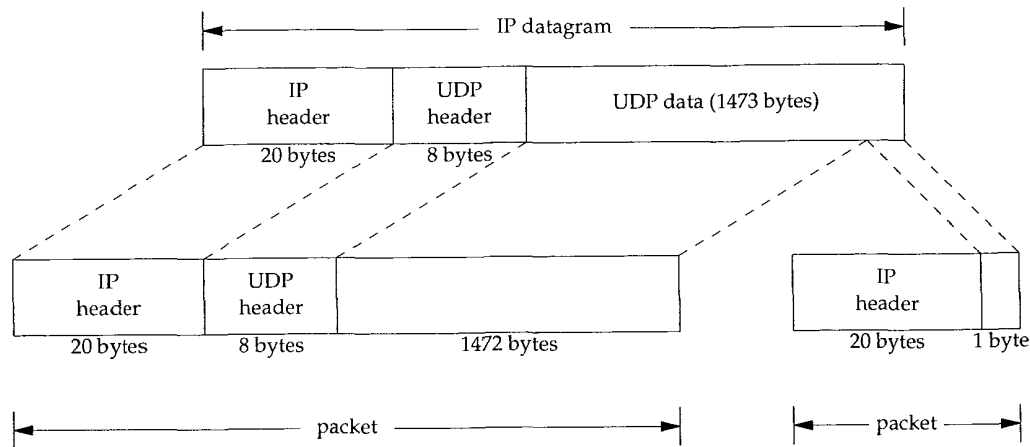 IP datagram
IP
header
UDP
header
UDP data (1473 bytes)
20 bytes
8 bytes
IP
header
UDP
header
IP
header
20 bytes
8 bytes
1472 bytes
20 bytes
1 byte
packet
packet